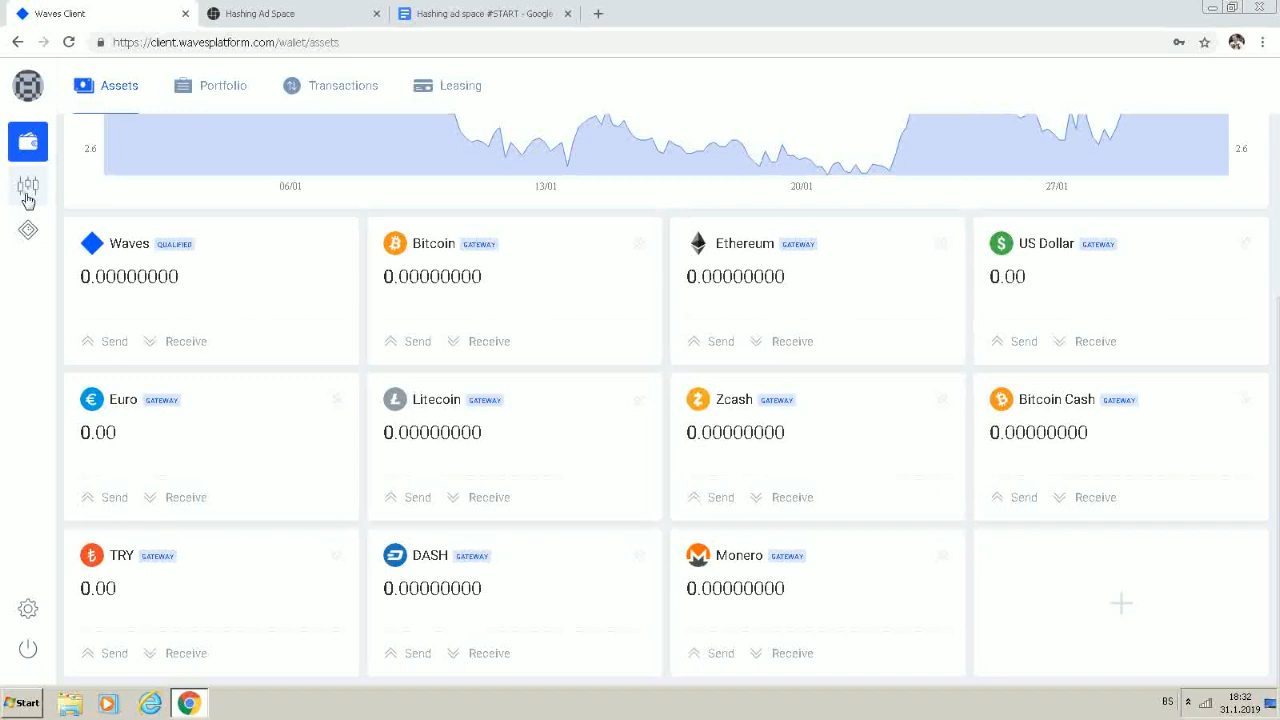 Waves Client
Hashing Ad Space
Hashing ad space #START - Google
https://client.wavesplatform.com/wallet/assets
Assets
Portfolio
Transactions
Leasing
2.6
2.6
06/01
13/01
20/01
27/01
Waves QUALIFIED
0.00000000
Send
Receive
Bitcoin GATEWAY
0.00000000
Send
Receive
Ethereum GATEWAY
0.00000000
Send
Receive
US Dollar GATEWAY
0.00
Send
Receive
Euro GATEWAY
0.00
Send
Receive
Litecoin GATEWAY
0.00000000
Send
Receive
Zcash GATEWAY
0.00000000
Send
Receive
Bitcoin Cash GATEWAY
0.00000000
Send
Receive
TRY GATEWAY
0.00
Send
Receive
DASH GATEWAY
0.00000000
Send
Receive
Monero GATEWAY
0.00000000
Send
Receive
Start
BS
18:32
31.1.2019